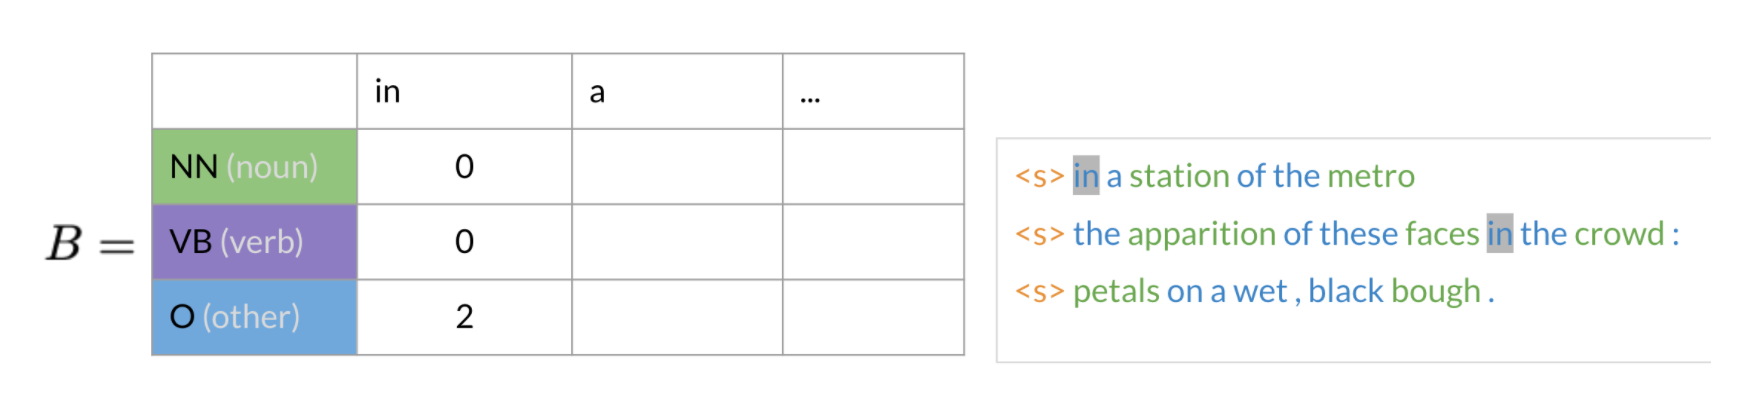 in a ...
NN (noun) 0
VB (verb) 0
O (other) 2
B =
<s> in a station of the metro
<s> the apparition of these faces in the crowd :
<s> petals on a wet , black bough .